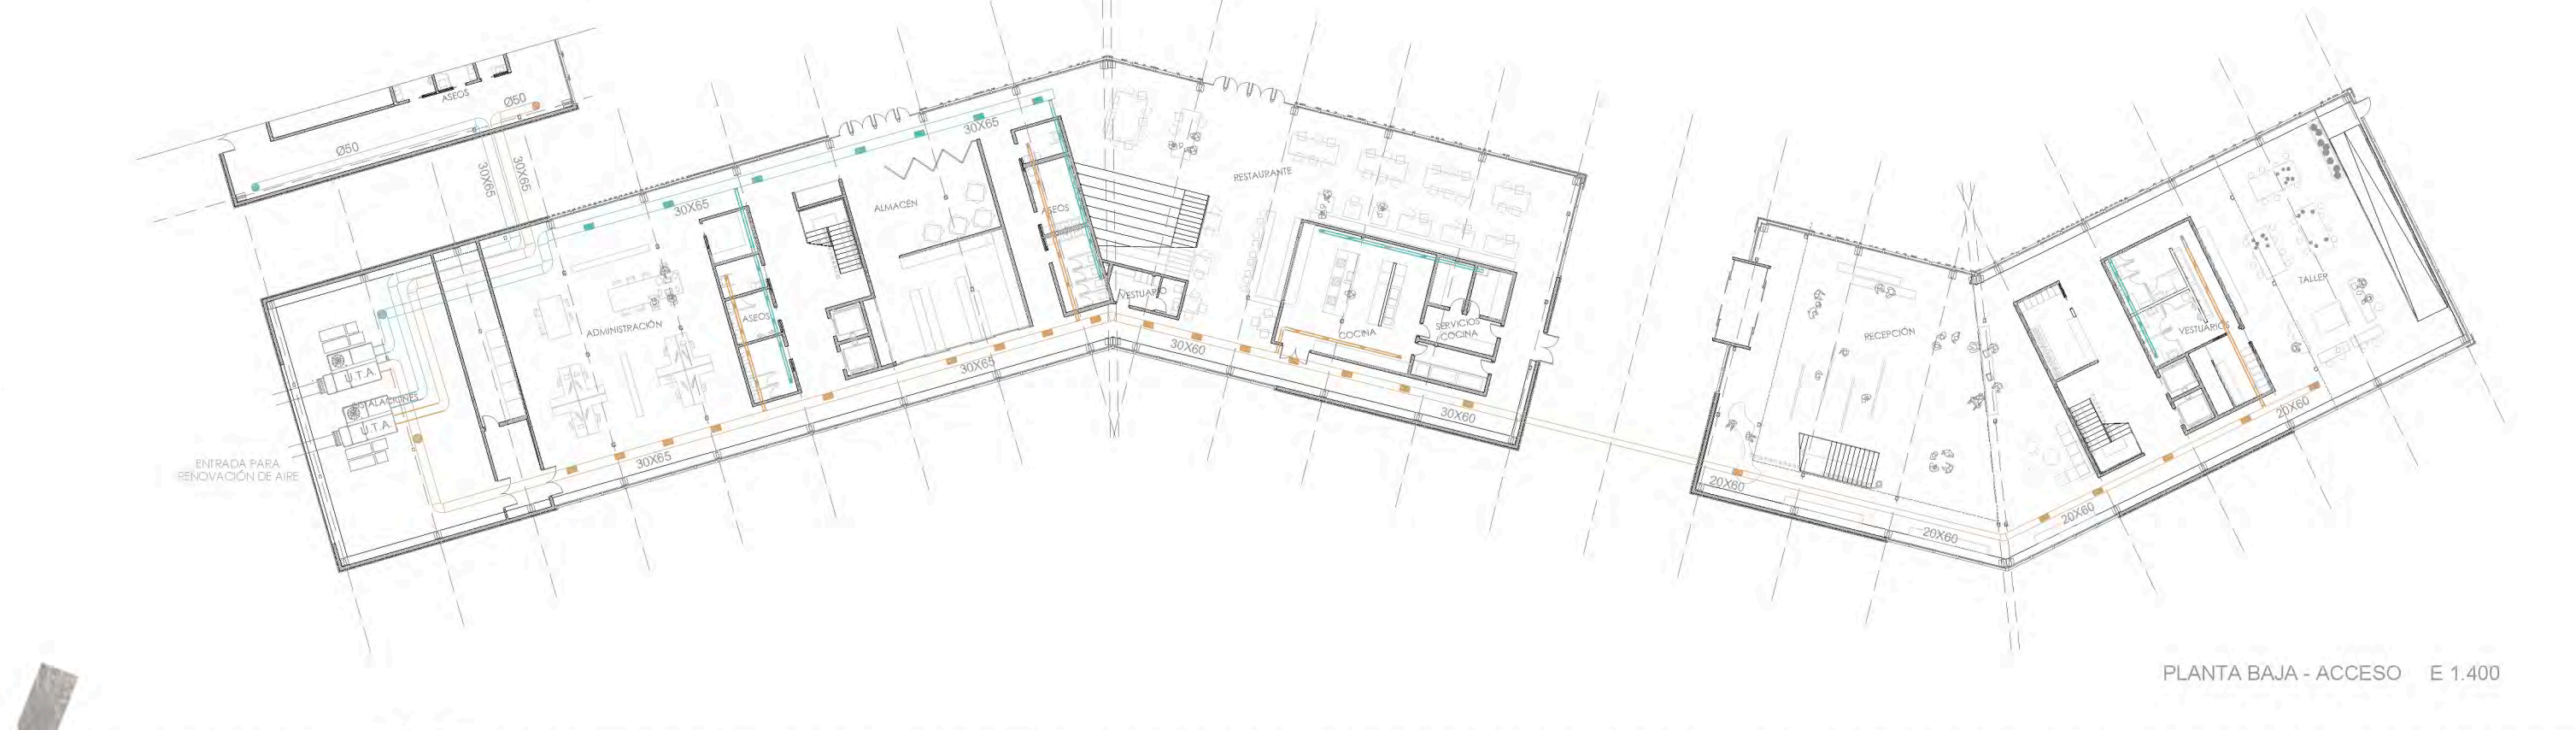 ASEOS
Ø50
Ø50
30X65
30X65
30X65
30X65
ALMACÉN
ASEOS
ADMINISTRACIÓN
ASEOS
VESTUARIO
RESTAURANTE
COCINA
SERVICIOS
COCINA
30X60
30X60
30X65
30X65
U.T.A.
INSTALACIONES
U.T.A.
ENTRADA PARA
RENOVACIÓN DE AIRE
RECEPCIÓN
VESTUARIOS
TALLER
20X60
20X60
20X60
20X60
PLANTA BAJA - ACCESO E 1.400